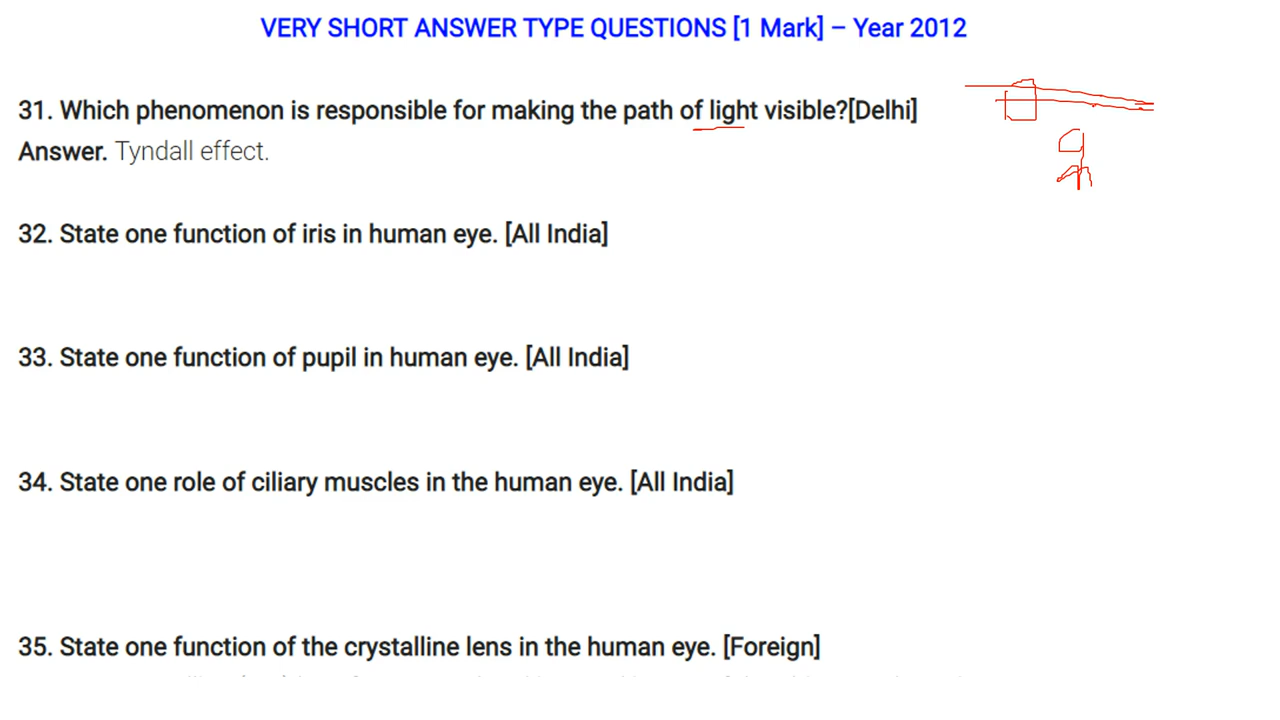 VERY SHORT ANSWER TYPE QUESTIONS [1 Mark] – Year 2012
31. Which phenomenon is responsible for making the path of light visible?[Delhi]
Answer. Tyndall effect.
32. State one function of iris in human eye. [All India]
33. State one function of pupil in human eye. [All India]
34. State one role of ciliary muscles in the human eye. [All India]
35. State one function of the crystalline lens in the human eye. [Foreign]